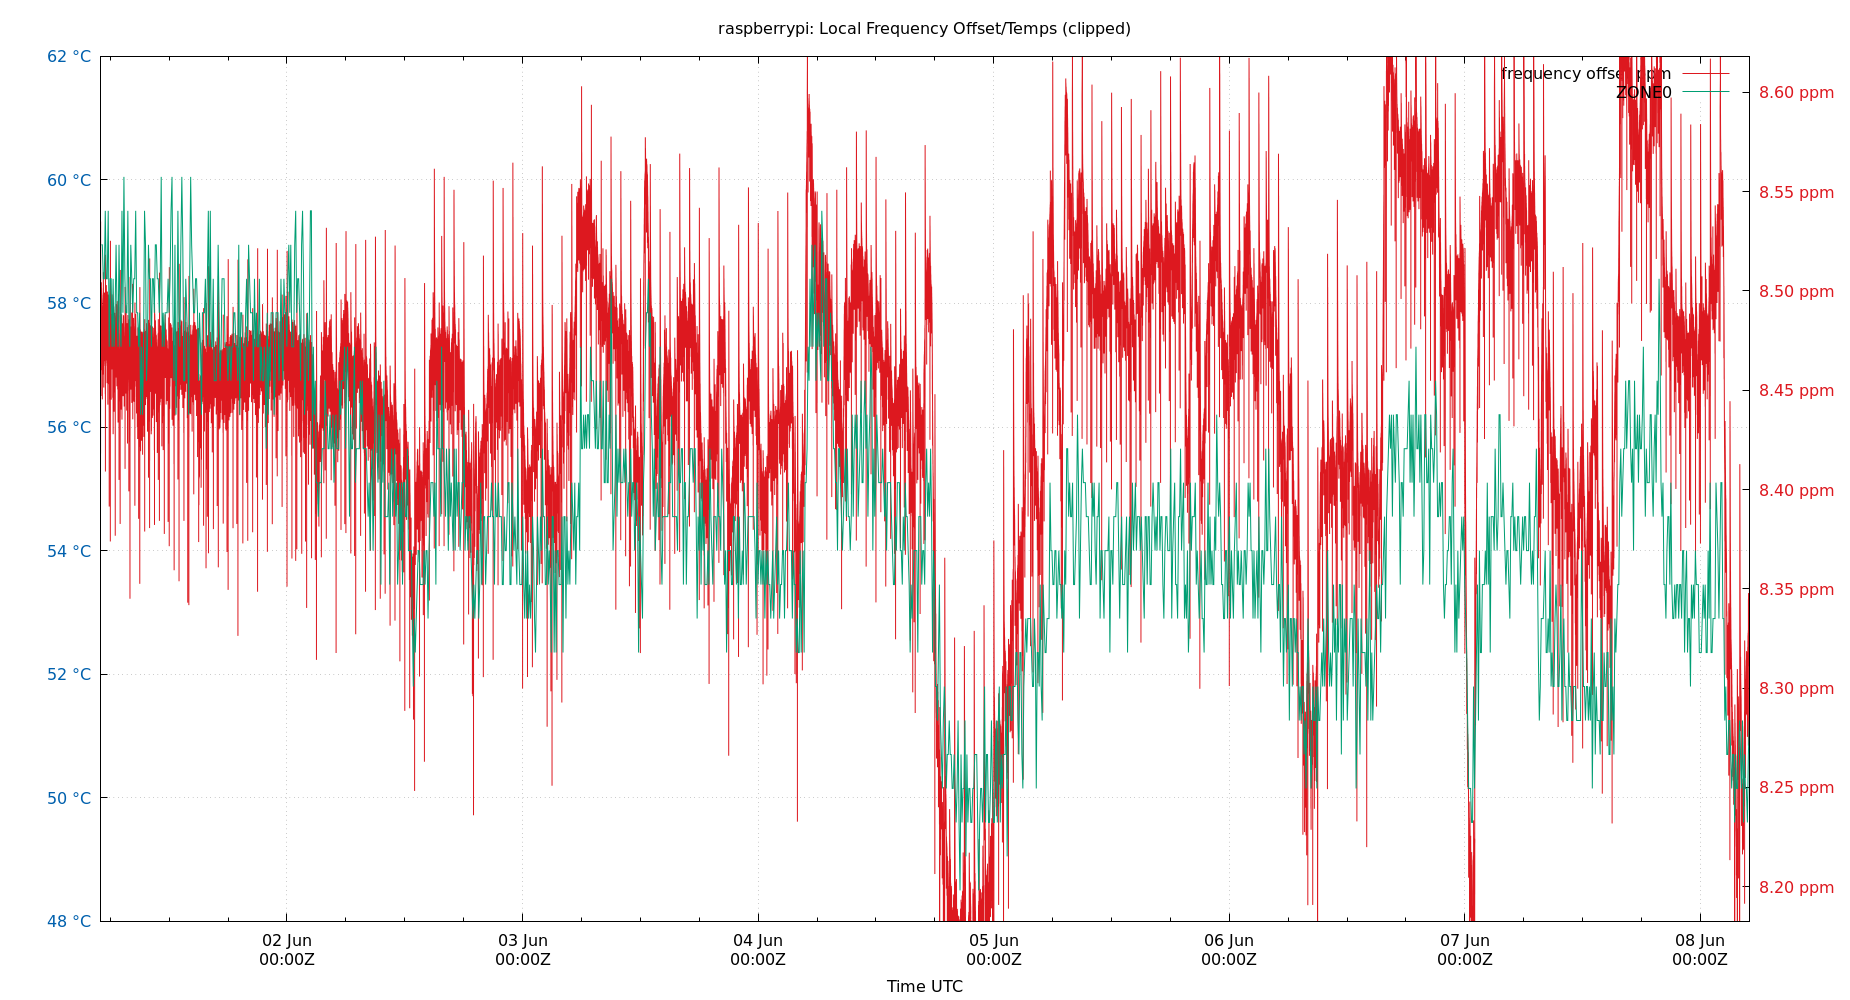 raspberrypi: Local Frequency Offset/Temps (clipped)
62 °C
60 °C
58 °C
56 °C
54 °C
52 °C
50 °C
48 °C
frequency offset ppm
ZONE0
8.60 ppm
8.55 ppm
8.50 ppm
8.45 ppm
8.40 ppm
8.35 ppm
8.30 ppm
8.25 ppm
8.20 ppm
02 Jun
00:00Z
03 Jun
00:00Z
04 Jun
00:00Z
05 Jun
00:00Z
06 Jun
00:00Z
07 Jun
00:00Z
08 Jun
00:00Z
Time UTC